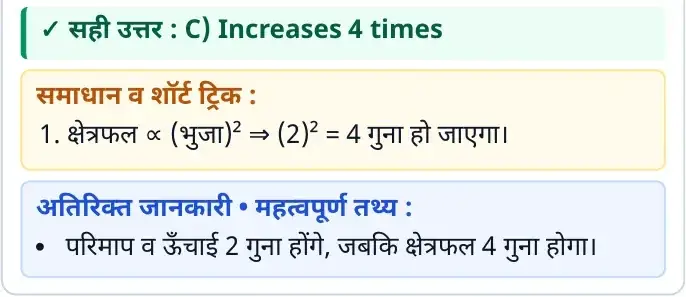 ✓ सही उत्तर : C) Increases 4 times
समाधान व शॉर्ट ट्रिक :
1. क्षेत्रफल ∝ (भुजा)² ⇒ (2)² = 4 गुना हो जाएगा।
अतिरिक्त जानकारी • महत्वपूर्ण तथ्य :
• परिमाप व ऊँचाई 2 गुना होंगे, जबकि क्षेत्रफल 4 गुना होगा।